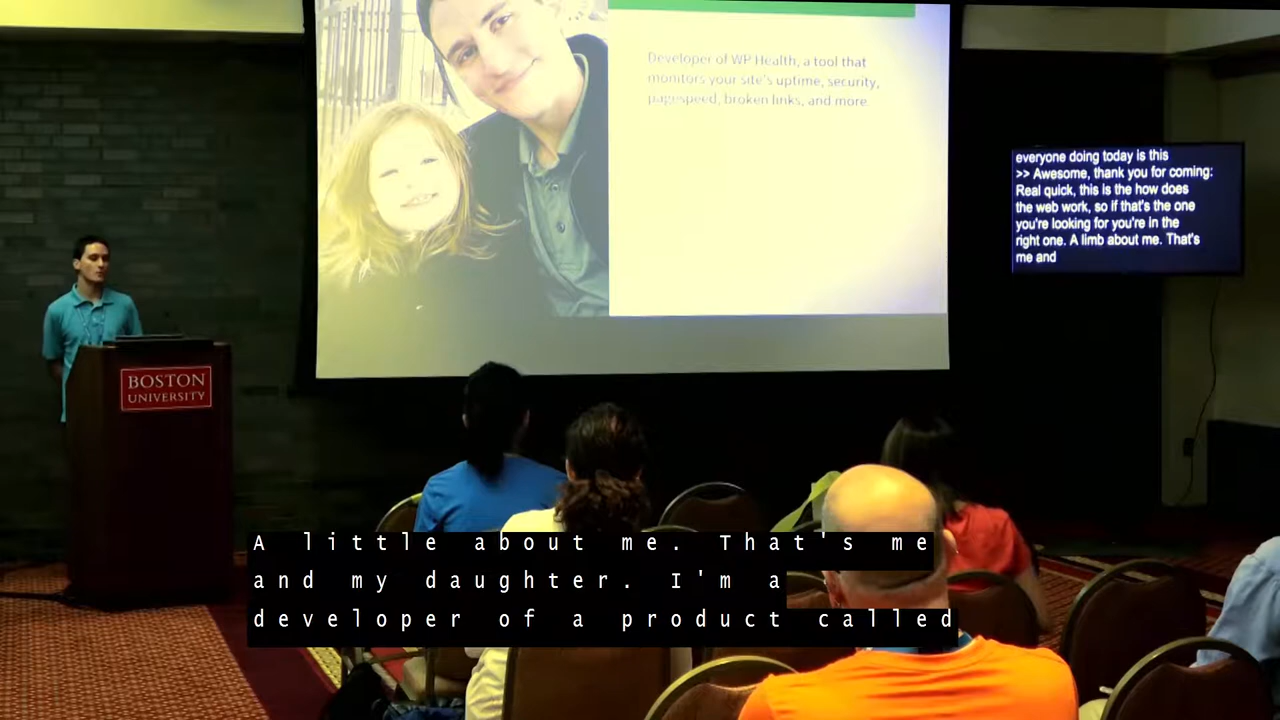 Developer of WP Health, a tool that
monitors your site's uptime, security,
pagespeed, broken links, and more.
everyone doing today is this
>> Awesome, thank you for coming:
Real quick, this is the how does
the web work, so if that's the one
you're looking for you're in the
right one. A limb about me. That's
me and
BOSTON
UNIVERSITY
A little about me. That's me
and my daughter. I'm a
developer of a product called